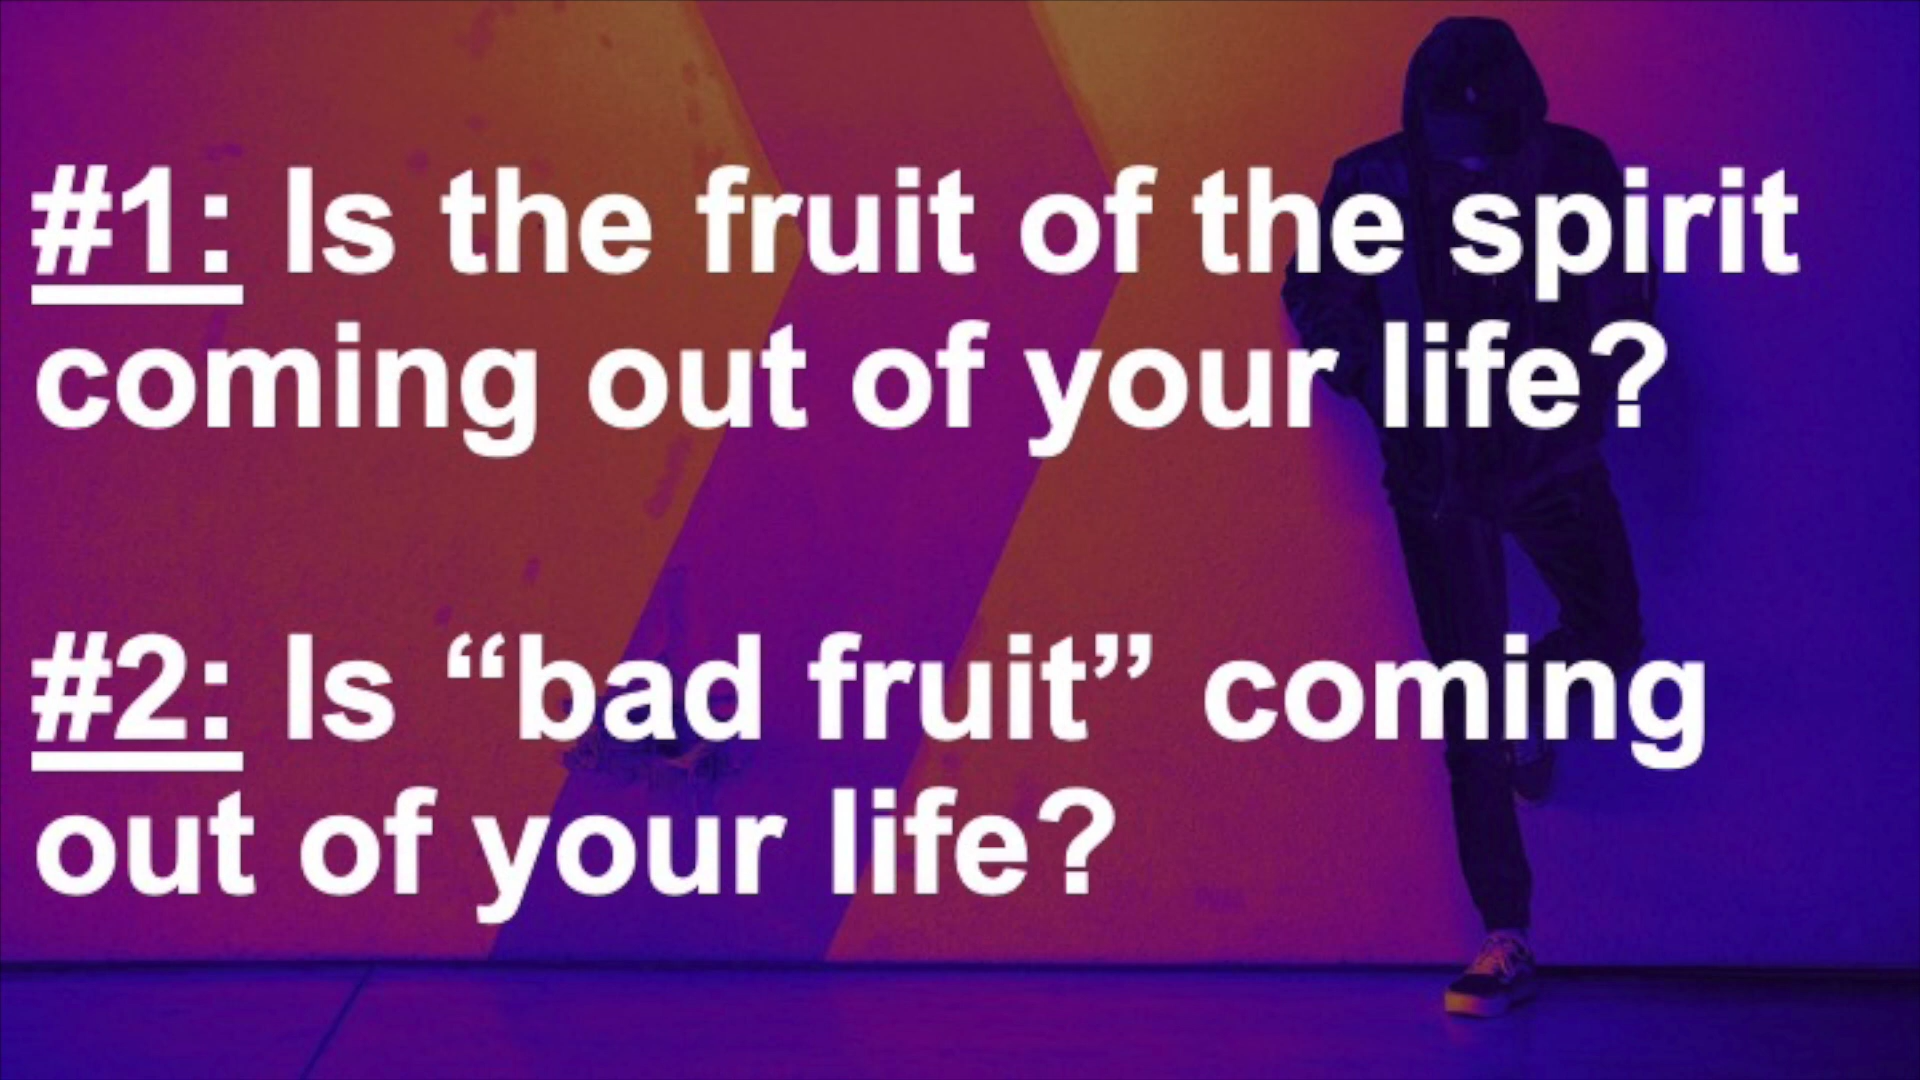 #1: Is the fruit of the spirit
coming out of your life?
#2: Is “bad fruit” coming
out of your life?